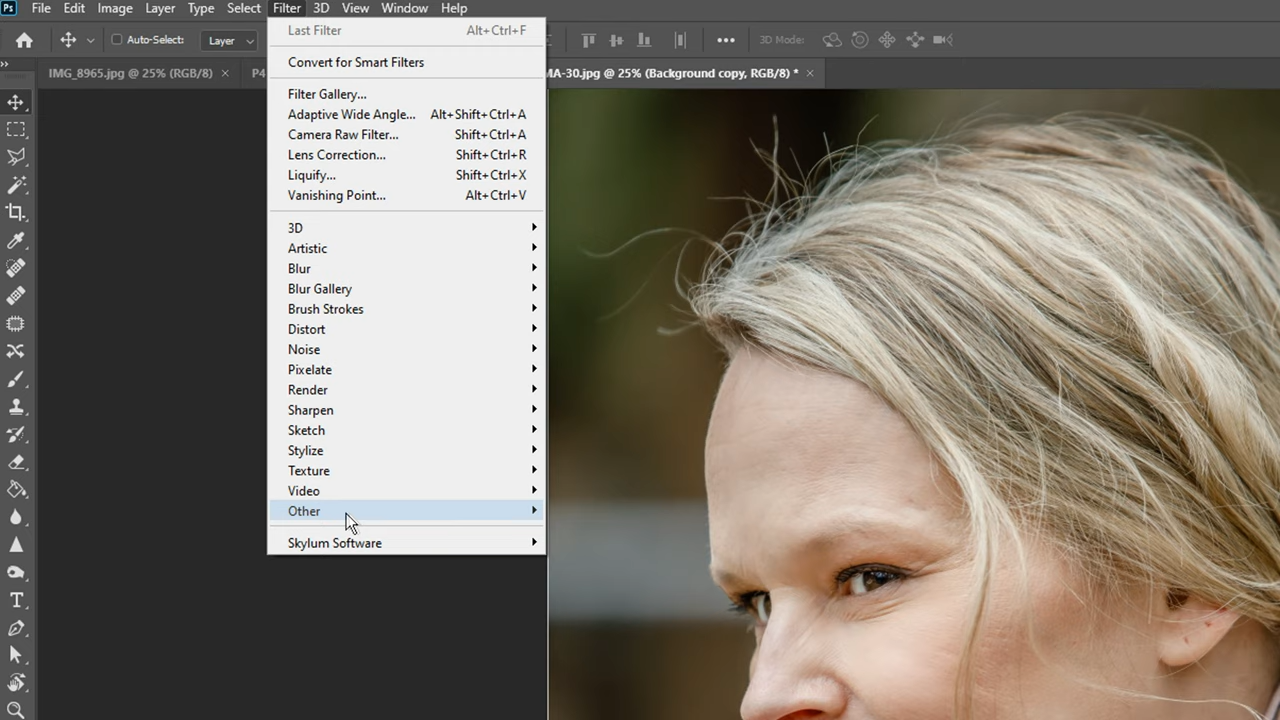 Ps File Edit Image Layer Type Select Filter 3D View Window Help
Auto-Select: Layer 3D Mode:
IMG_8965.jpg @ 25% (RGB/8) × P4 MA-30.jpg @ 25% (Background copy, RGB/8) * ×
Last Filter Alt+Ctrl+F
Convert for Smart Filters
Filter Gallery...
Adaptive Wide Angle... Alt+Shift+Ctrl+A
Camera Raw Filter... Shift+Ctrl+A
Lens Correction... Shift+Ctrl+R
Liquify... Shift+Ctrl+X
Vanishing Point... Alt+Ctrl+V
3D
Artistic
Blur
Blur Gallery
Brush Strokes
Distort
Noise
Pixelate
Render
Sharpen
Sketch
Stylize
Texture
Video
Other
Skylum Software